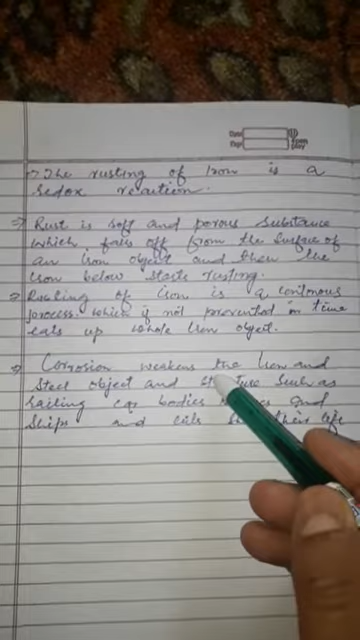 Date
Page
→ The rusting of Iron is a
redox reaction.
⇒ Rust is soft and porous substance
which falls off from the surface of
an Iron object and then the
Iron below starts rusting.
⇒ Rusting of iron is a
process which if not prevented in time
eats up whole Iron object.
⇒ Corrosion weakens the Iron and
steel object and such as
railing car bodies and
ships and their life